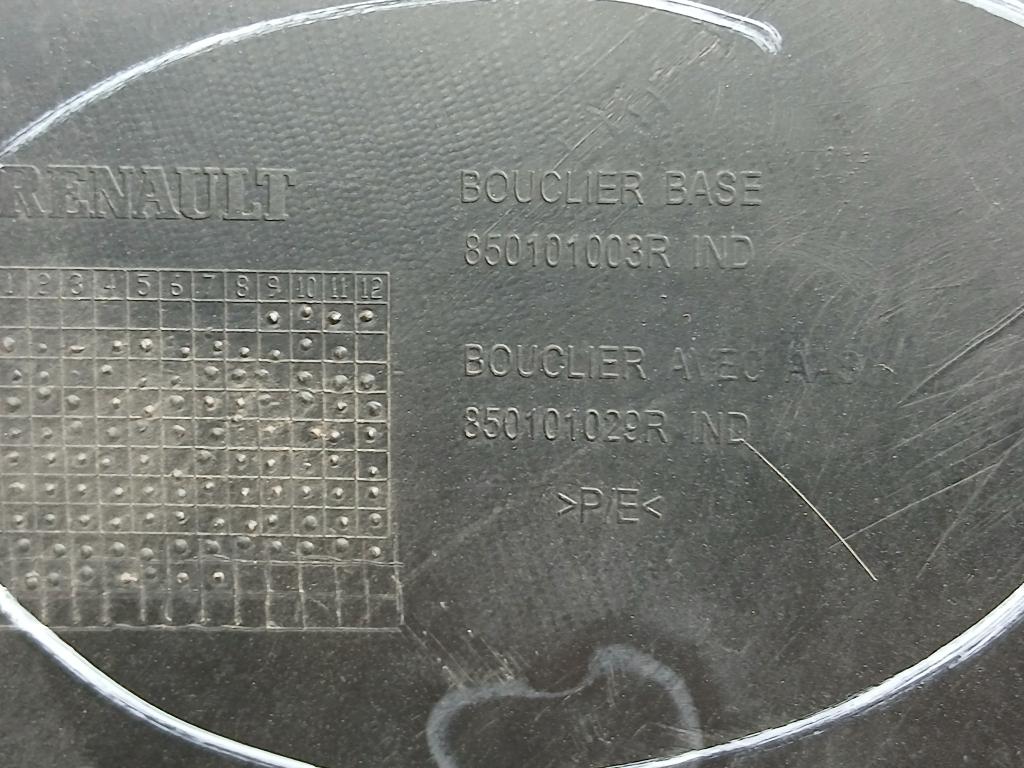 RENAULT
BOUCLIER BASE
850101003R IND
1 2 3 4 5 6 7 8 9 10 11 12
BOUCLIER AVEC
850101029R IND
>P/E<